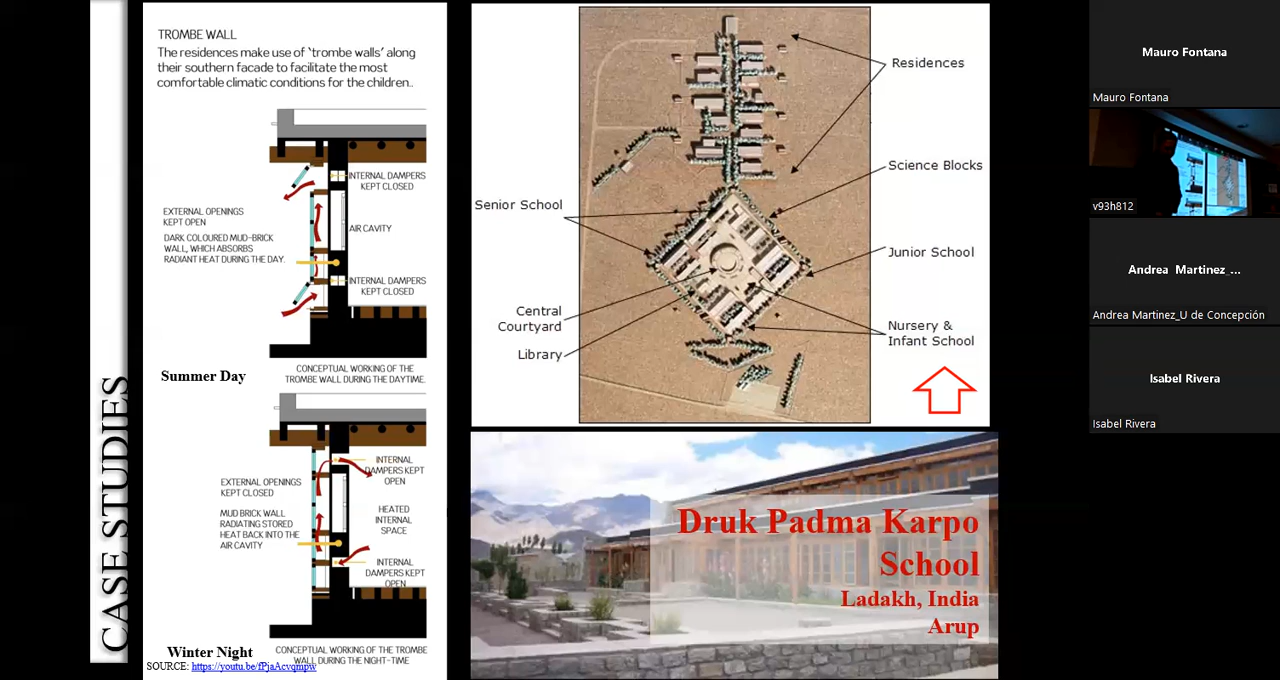 CASE STUDIES
TROMBE WALL
The residences make use of 'trombe walls' along
their southern facade to facilitate the most
comfortable climatic conditions for the children..
INTERNAL DAMPERS
KEPT CLOSED
EXTERNAL OPENINGS
KEPT OPEN
AIR CAVITY
DARK COLOURED MUD-BRICK
WALL, WHICH ABSORBS
RADIANT HEAT DURING THE DAY.
INTERNAL DAMPERS
KEPT CLOSED
Summer Day
CONCEPTUAL WORKING OF THE
TROMBE WALL DURING THE DAYTIME.
INTERNAL
DAMPERS KEPT
OPEN
EXTERNAL OPENINGS
KEPT CLOSED
HEATED
INTERNAL
SPACE
MUD BRICK WALL
RADIATING STORED
HEAT BACK INTO THE
AIR CAVITY
INTERNAL
DAMPERS KEPT
OPEN
Winter Night
CONCEPTUAL WORKING OF THE TROMBE
WALL DURING THE NIGHT-TIME
SOURCE: https://youtu.be/fPjaAcvqmpw
Residences
Science Blocks
Senior School
Junior School
Central
Courtyard
Nursery &
Infant School
Library
Druk Padma Karpo
School
Ladakh, India
Arup
Mauro Fontana
Mauro Fontana
v93h812
Andrea Martinez_...
Andrea Martinez_U de Concepción
Isabel Rivera
Isabel Rivera